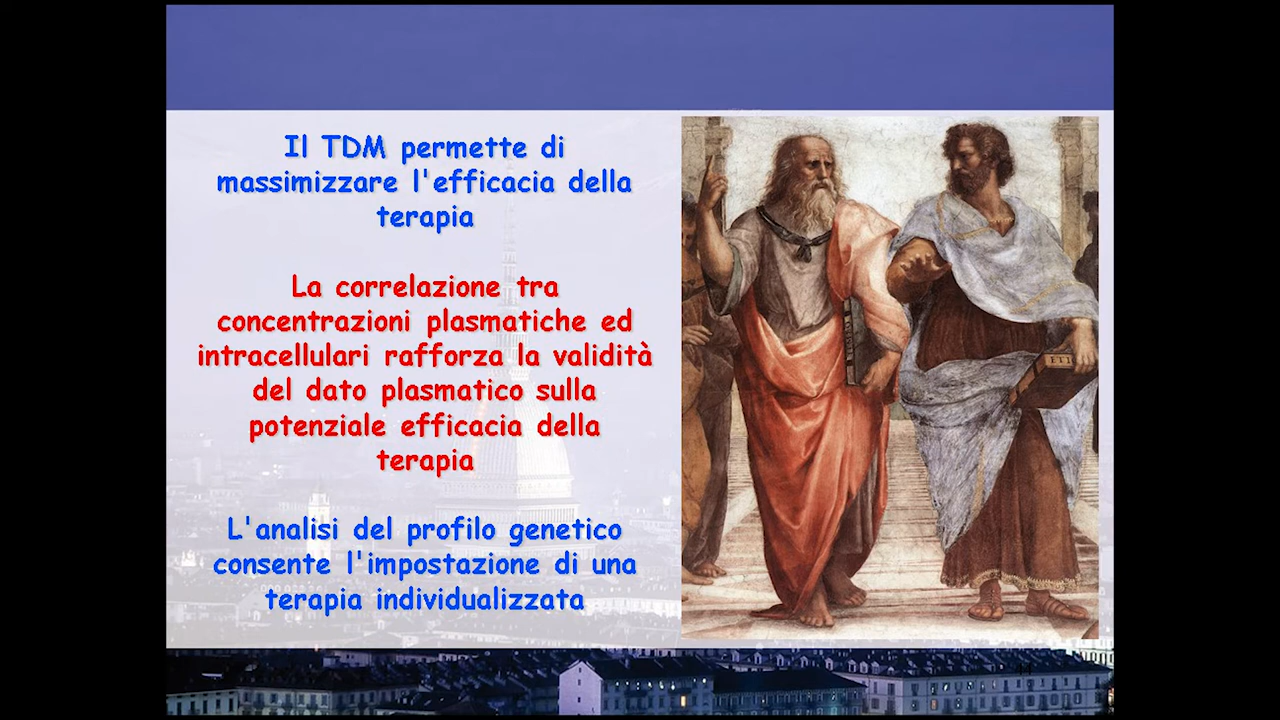 Il TDM permette di
massimizzare l'efficacia della
terapia
La correlazione tra
concentrazioni plasmatiche ed
intracellulari rafforza la validità
del dato plasmatico sulla
potenziale efficacia della
terapia
L'analisi del profilo genetico
consente l'impostazione di una
terapia individualizzata
ETI